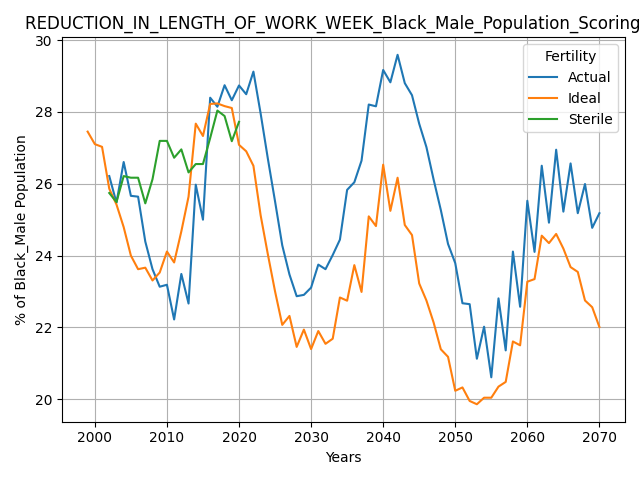 REDUCTION_IN_LENGTH_OF_WORK_WEEK_Black_Male_Population_Scoring
% of Black_Male Population
30
28
26
24
22
20
Fertility
Actual
Ideal
Sterile
2000 2010 2020 2030 2040 2050 2060 2070
Years